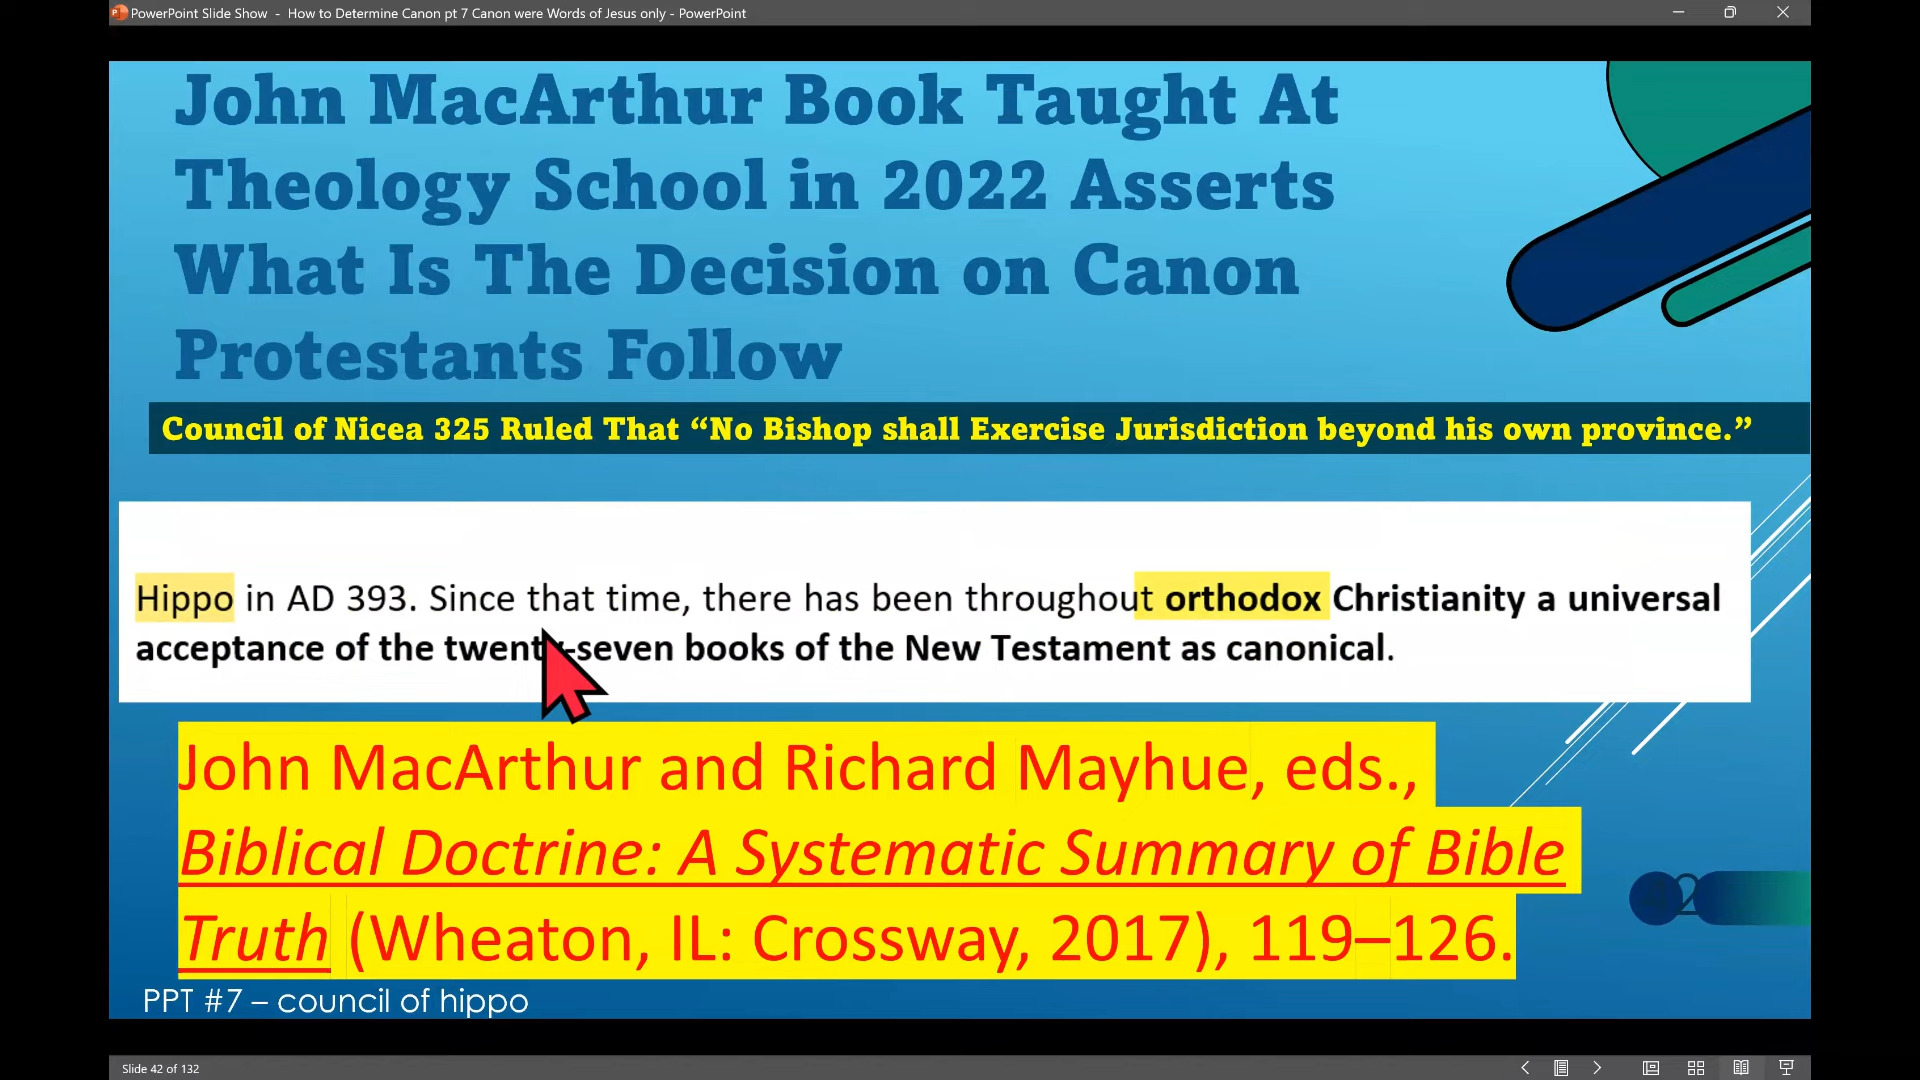 PowerPoint Slide Show - How to Determine Canon pt 7 Canon were Words of Jesus only - PowerPoint
John MacArthur Book Taught At
Theology School in 2022 Asserts
What Is The Decision on Canon
Protestants Follow
Council of Nicea 325 Ruled That “No Bishop shall Exercise Jurisdiction beyond his own province.”
Hippo in AD 393. Since that time, there has been throughout orthodox Christianity a universal
acceptance of the twenty-seven books of the New Testament as canonical.
John MacArthur and Richard Mayhue, eds.,
Biblical Doctrine: A Systematic Summary of Bible
Truth (Wheaton, IL: Crossway, 2017), 119–126.
42
PPT #7 – council of hippo
Slide 42 of 132